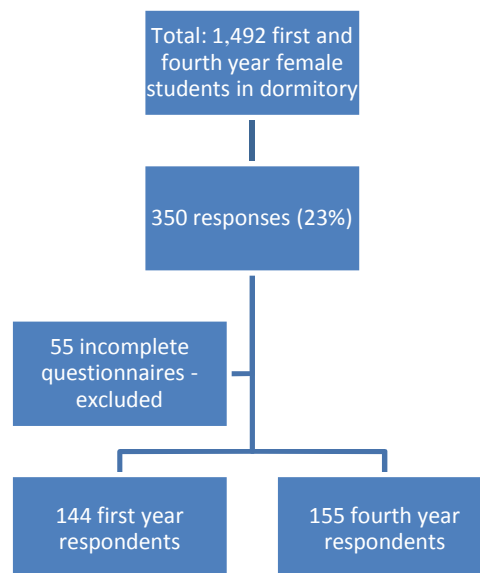 Total: 1,492 first and
fourth year female
students in dormitory
350 responses (23%)
55 incomplete
questionnaires -
excluded
144 first year
respondents
155 fourth year
respondents